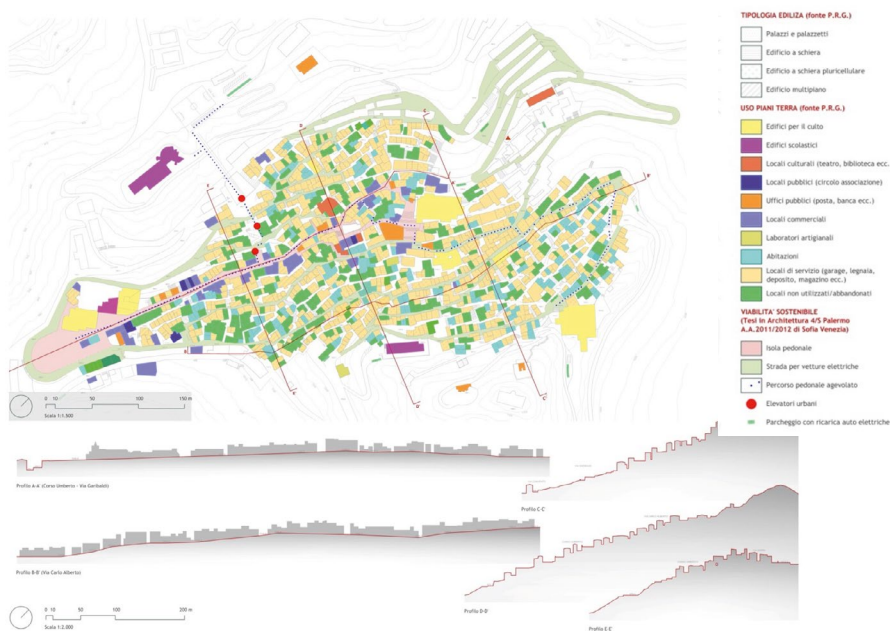 TIPOLOGIA EDILIZA (fonte P.R.G.)
Palazzi e palazzetti
Edificio a schiera
Edificio a schiera pluricellulare
Edificio multipiano
USO PIANI TERRA (fonte P.R.G.)
Edifici per il culto
Edifici scolastici
Locali culturali (teatro, biblioteca ecc.
Locali pubblici (circolo associazione)
Uffici pubblici (posta, banca ecc.)
Locali commerciali
Laboratori artigianali
Abitazioni
Locali di servizio (garage, legnaia,
deposito, magazino ecc.)
Locali non utilizzati/abbandonati
VIABILITA' SOSTENIBILE
(Tesi in Architettura 4/S Palermo
A.A.2011/2012 di Sofia Venezia)
Isola pedonale
Strada per vetture elettriche
Percorso pedonale agevolato
Elevatori urbani
Parcheggio con ricarica auto elettriche
0 10 50 100 150 m
Scala 1:1,500
Profilo A-A' (Corso Umberto - Via Garibaldi)
Profilo C-C'
Profilo B-B' (Via Carlo Alberto)
Profilo D-D'
0 10 50 100 200 m
Scala 1:2,000
Profilo E-E'